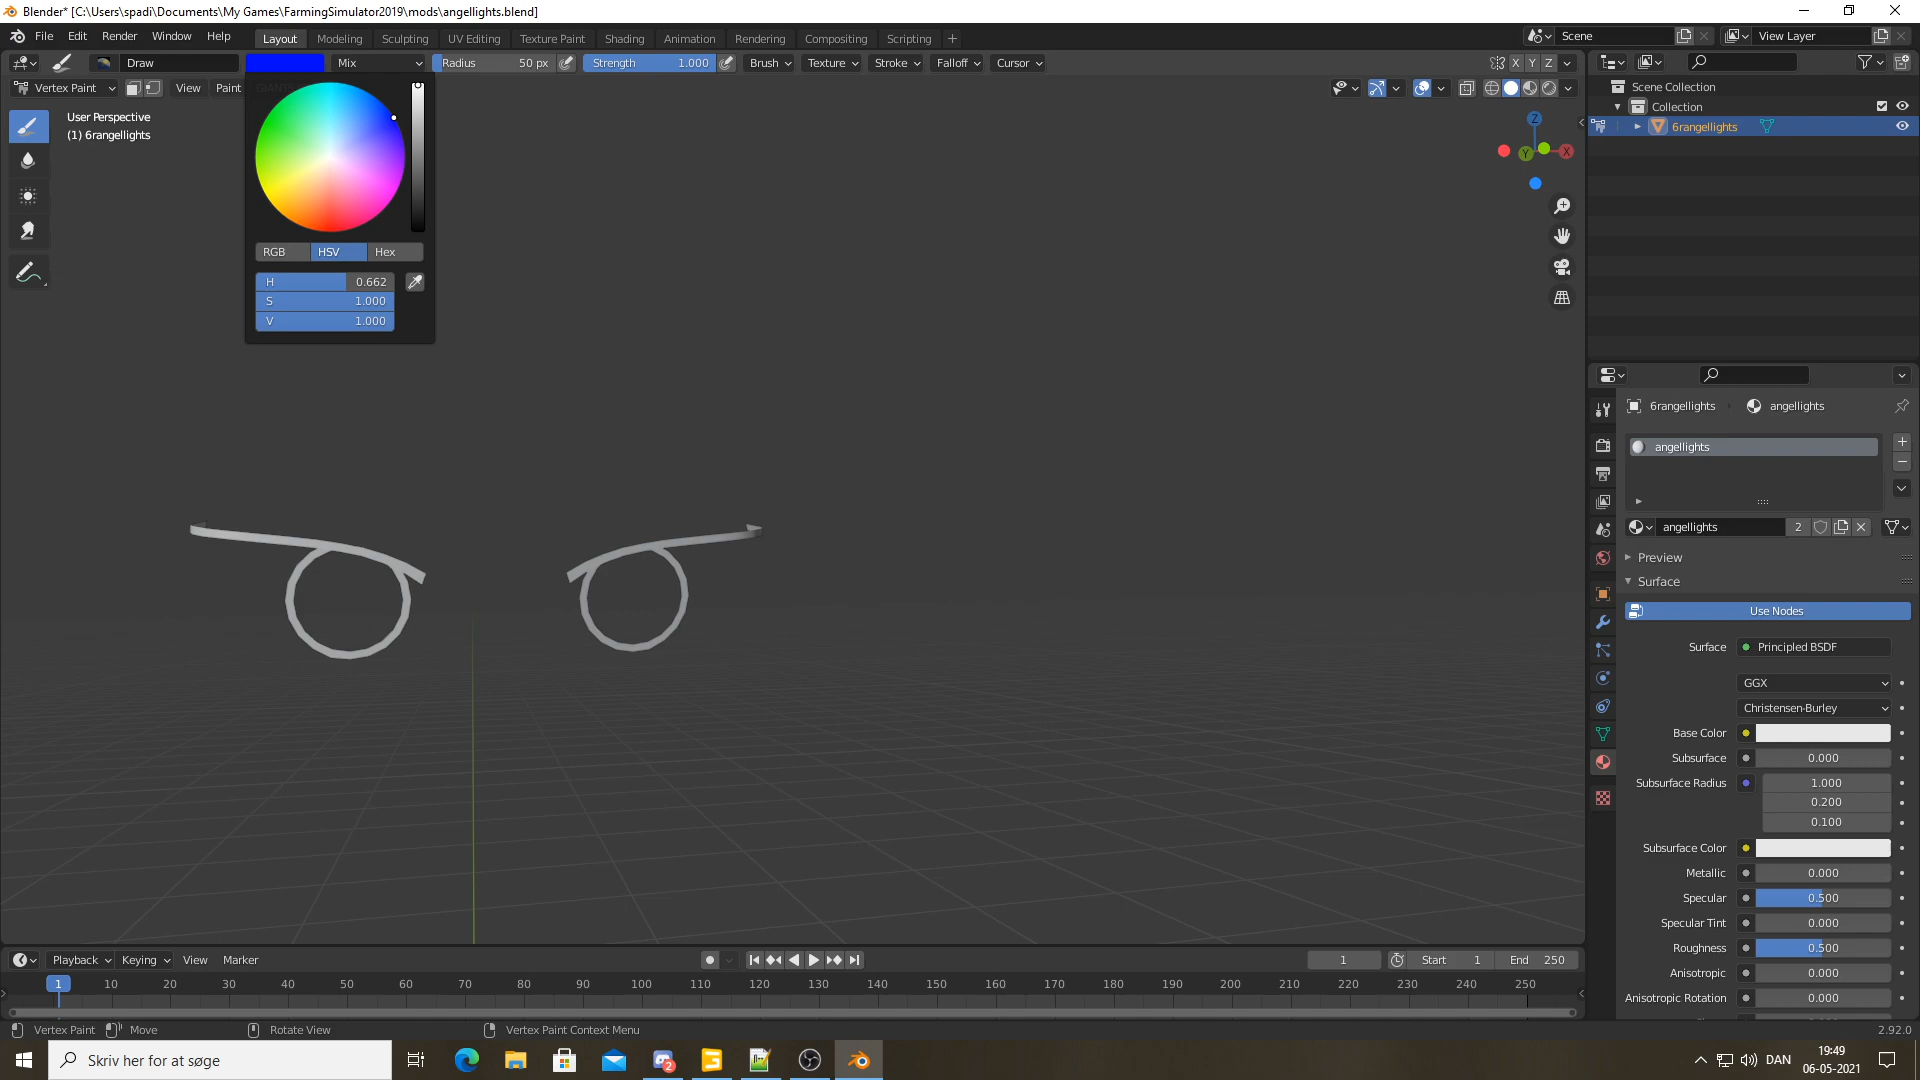 Blender* [C:\Users\spadi\Documents\My Games\FarmingSimulator2019\mods\angellights.blend]
File Edit Render Window Help Layout Modeling Sculpting UV Editing Texture Paint Shading Animation Rendering Compositing Scripting + Scene View Layer
Draw Mix Radius 50 px Strength 1.000 Brush Texture Stroke Falloff Cursor X Y Z
Vertex Paint View Paint
User Perspective
(1) 6rangellights
RGB HSV Hex
H 0.662
S 1.000
V 1.000
Z
Y X
Scene Collection
Collection
6rangellights
6rangellights angellights
angellights
angellights 2
Preview
Surface
Use Nodes
Surface Principled BSDF
GGX
Christensen-Burley
Base Color
Subsurface 0.000
Subsurface Radius 1.000
0.200
0.100
Subsurface Color
Metallic 0.000
Specular 0.500
Specular Tint 0.000
Roughness 0.500
Anisotropic 0.000
Anisotropic Rotation 0.000
Playback Keying View Marker 1 Start 1 End 250
1 10 20 30 40 50 60 70 80 90 100 110 120 130 140 150 160 170 180 190 200 210 220 230 240 250
Vertex Paint Move Rotate View Vertex Paint Context Menu 2.92.0
Skriv her for at søge 2 DAN 19:49
06-05-2021